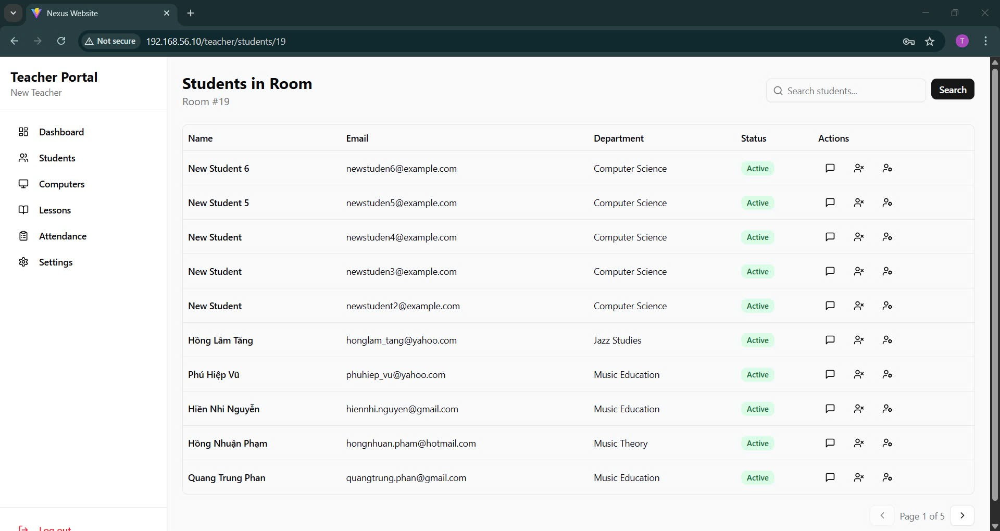 Nexus Website
Not secure 192.168.56.10/teacher/students/19
T
Teacher Portal
New Teacher
Dashboard
Students
Computers
Lessons
Attendance
Settings
Log out
Students in Room
Room #19
Search students...
Search
Name Email Department Status Actions
New Student 6 newstuden6@example.com Computer Science Active
New Student 5 newstuden5@example.com Computer Science Active
New Student newstuden4@example.com Computer Science Active
New Student newstuden3@example.com Computer Science Active
New Student newstudent2@example.com Computer Science Active
Hồng Lâm Tăng honglam_tang@yahoo.com Jazz Studies Active
Phú Hiệp Vũ phuhiep_vu@yahoo.com Music Education Active
Hiền Nhi Nguyễn hiennhi.nguyen@gmail.com Music Education Active
Hồng Nhuận Phạm hongnhuan.pham@hotmail.com Music Theory Active
Quang Trung Phan quangtrung.phan@gmail.com Music Education Active
Page 1 of 5